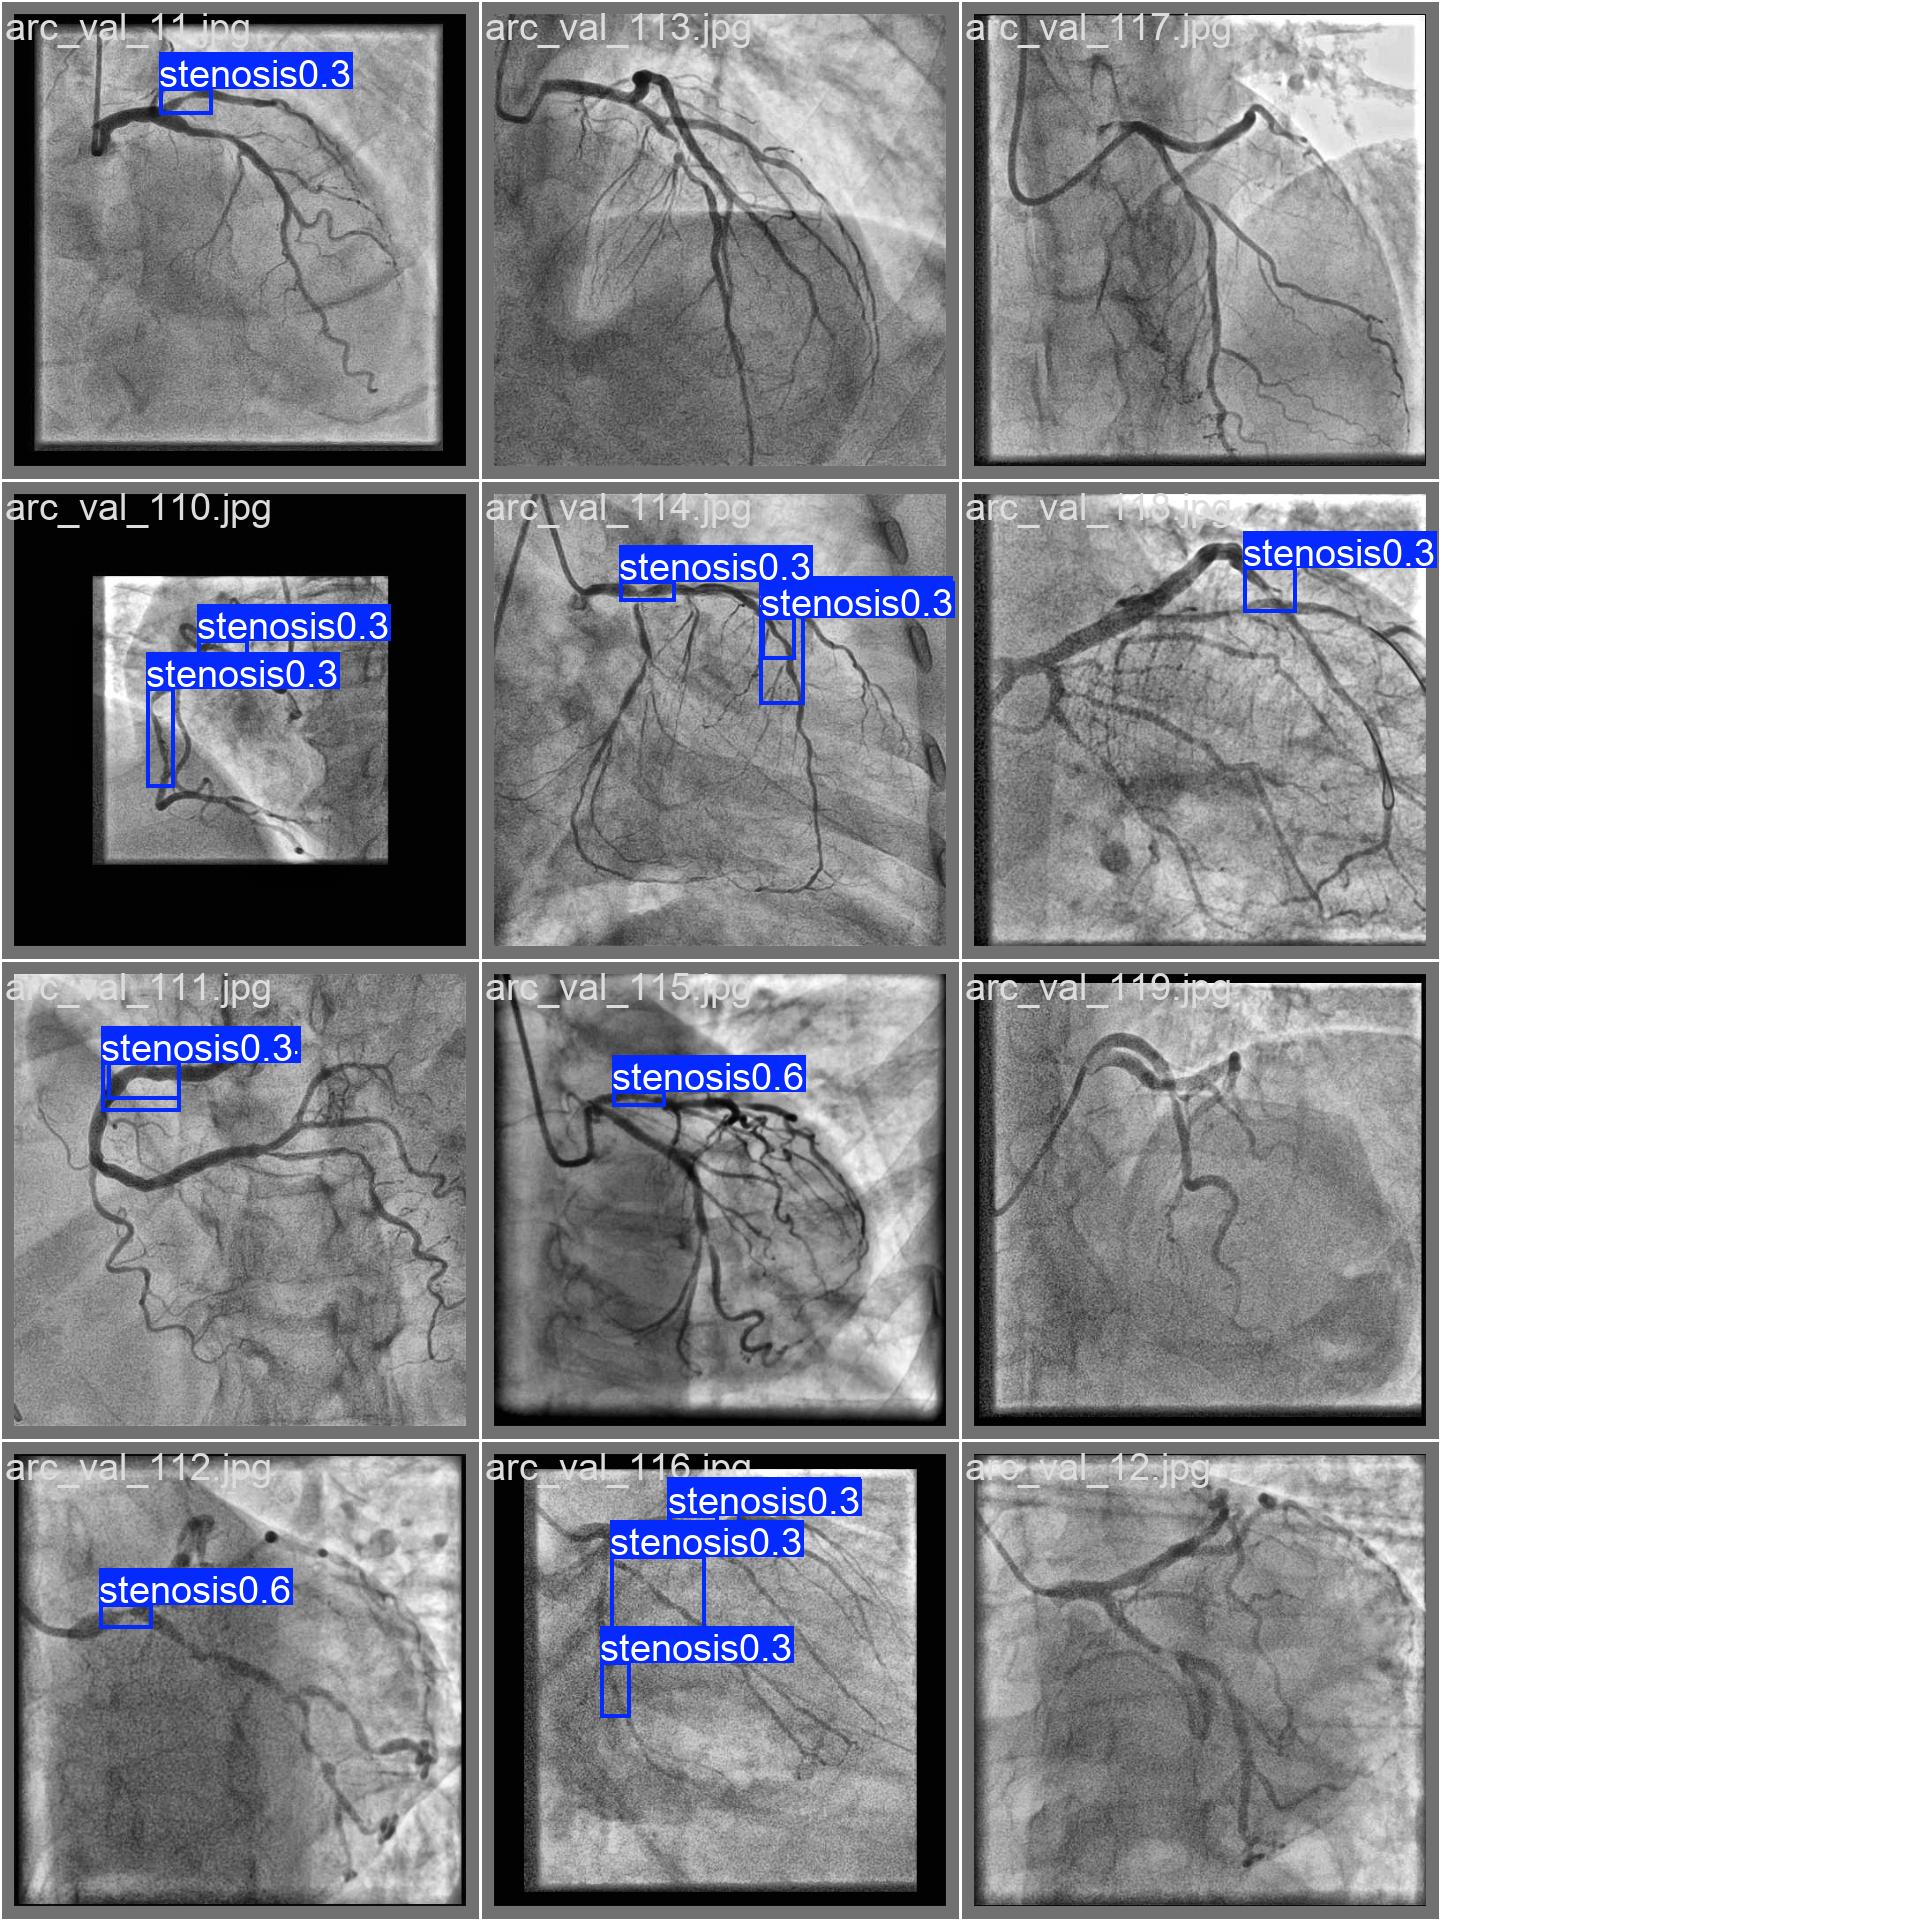 arc_val_11.jpg
stenosis0.3
arc_val_113.jpg
arc_val_117.jpg
arc_val_110.jpg
stenosis0.3
stenosis0.3
arc_val_114.jpg
stenosis0.3
stenosis0.3
arc_val_118.jpg
stenosis0.3
arc_val_111.jpg
stenosis0.3
arc_val_115.jpg
stenosis0.6
arc_val_119.jpg
arc_val_112.jpg
stenosis0.6
arc_val_116.jpg
stenosis0.3
stenosis0.3
stenosis0.3
arc_val_12.jpg